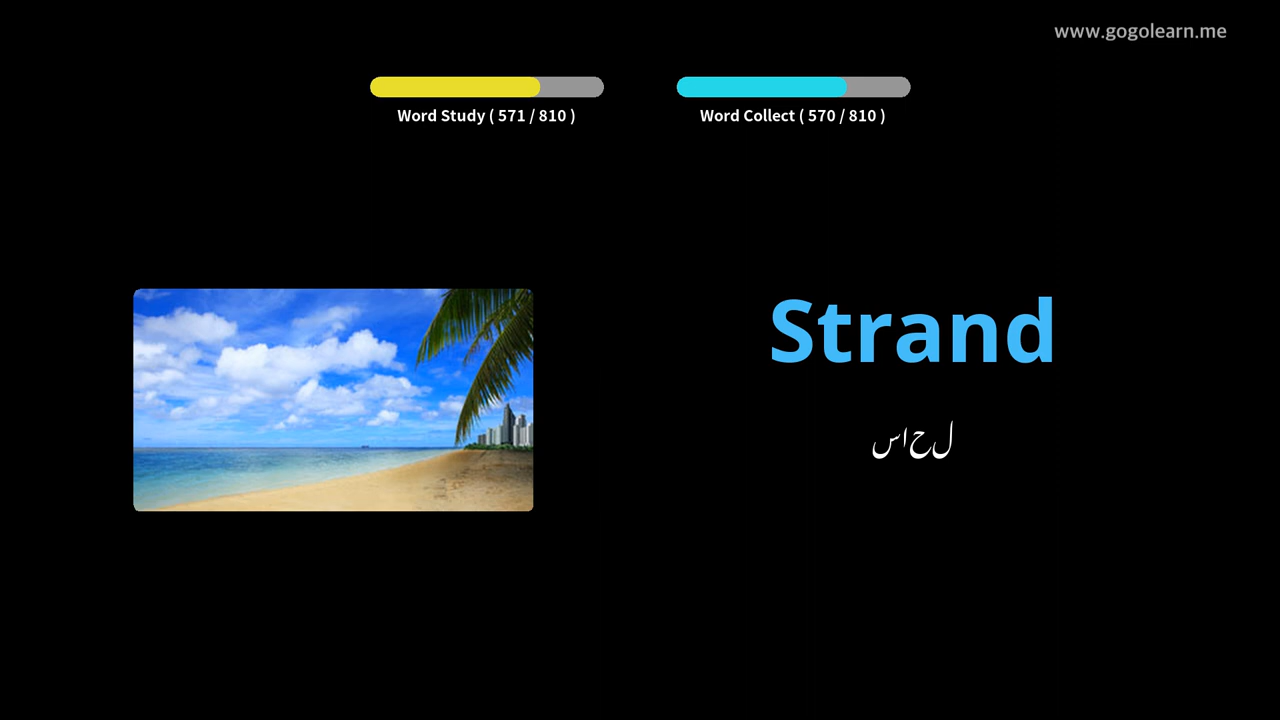 www.gogolearn.me
Word Study ( 571 / 810 )
Word Collect ( 570 / 810 )
Strand
ساحل